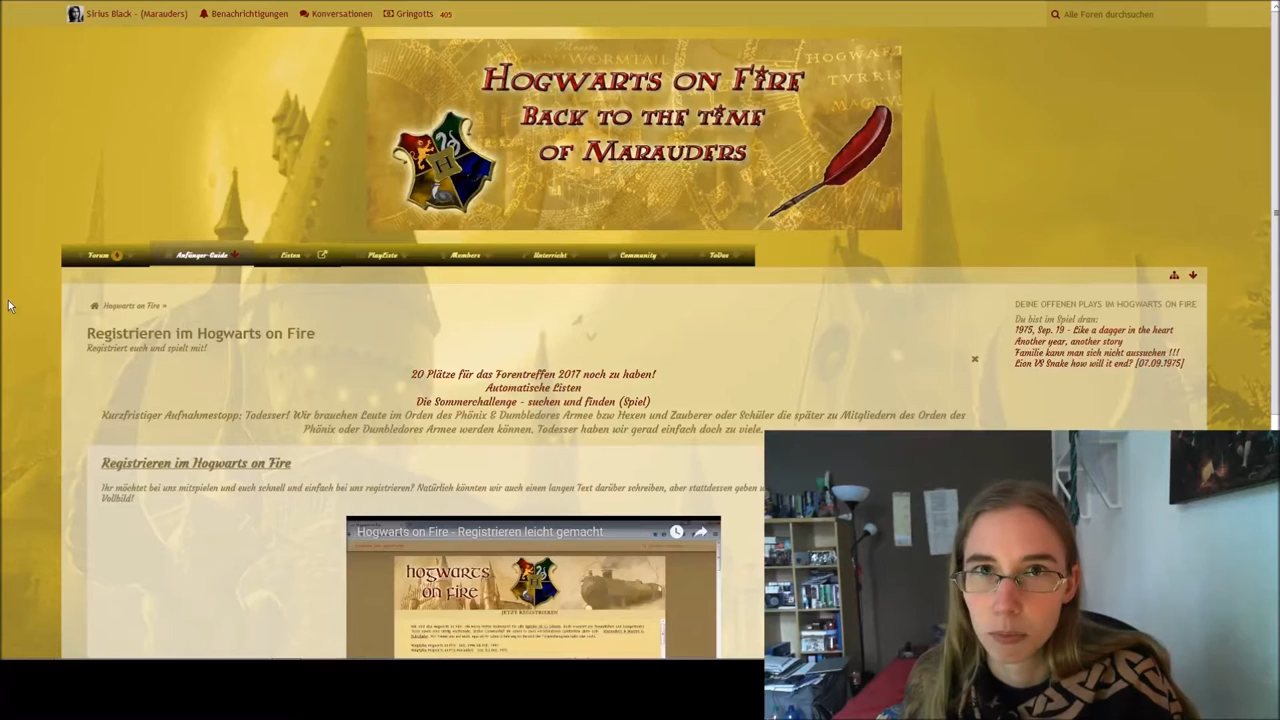 Sirius Black - (Marauders) Benachrichtigungen Konversationen Gringotts 405
Alle Foren durchsuchen
HOGWARTS ON FIRE
BACK TO THE TIME
OF MARAUDERS
WORMTAIL
HOGWART
TVRRIS
H
Forum Anfänger-Guide Listen PlayListe Members Unterricht Community ToDos
Hogwarts on Fire »
Registrieren im Hogwarts on Fire
Registriert euch und spielt mit!
DEINE OFFENEN PLAYS IM HOGWARTS ON FIRE
Du bist im Spiel dran:
1975, Sep. 19 - Like a dagger in the heart
Another year, another story
Familie kann man sich nicht aussuchen !!!
Lion VS Snake how will it end? [07.09.1975]
20 Plätze für das Forentreffen 2017 noch zu haben!
Automatische Listen
Die Sommerchallenge - suchen und finden (Spiel)
Kurzfristiger Aufnahmestopp: Todesser! Wir brauchen Leute im Orden des Phönix & Dumbledores Armee bzw Hexen und Zauberer oder Schüler die später zu Mitgliedern des Orden des
Phönix oder Dumbledores Armee werden können. Todesser haben wir gerad einfach doch zu viele.
Registrieren im Hogwarts on Fire
Ihr möchtet bei uns mitspielen und euch schnell und einfach bei uns registrieren? Natürlich könnten wir auch einen langen Test darüber schreiben, aber stattdessen geben w
Vollbild!
Hogwarts on Fire - Registrieren leicht gemacht
hogwarts
on fire
JETZT REGISTRIEREN